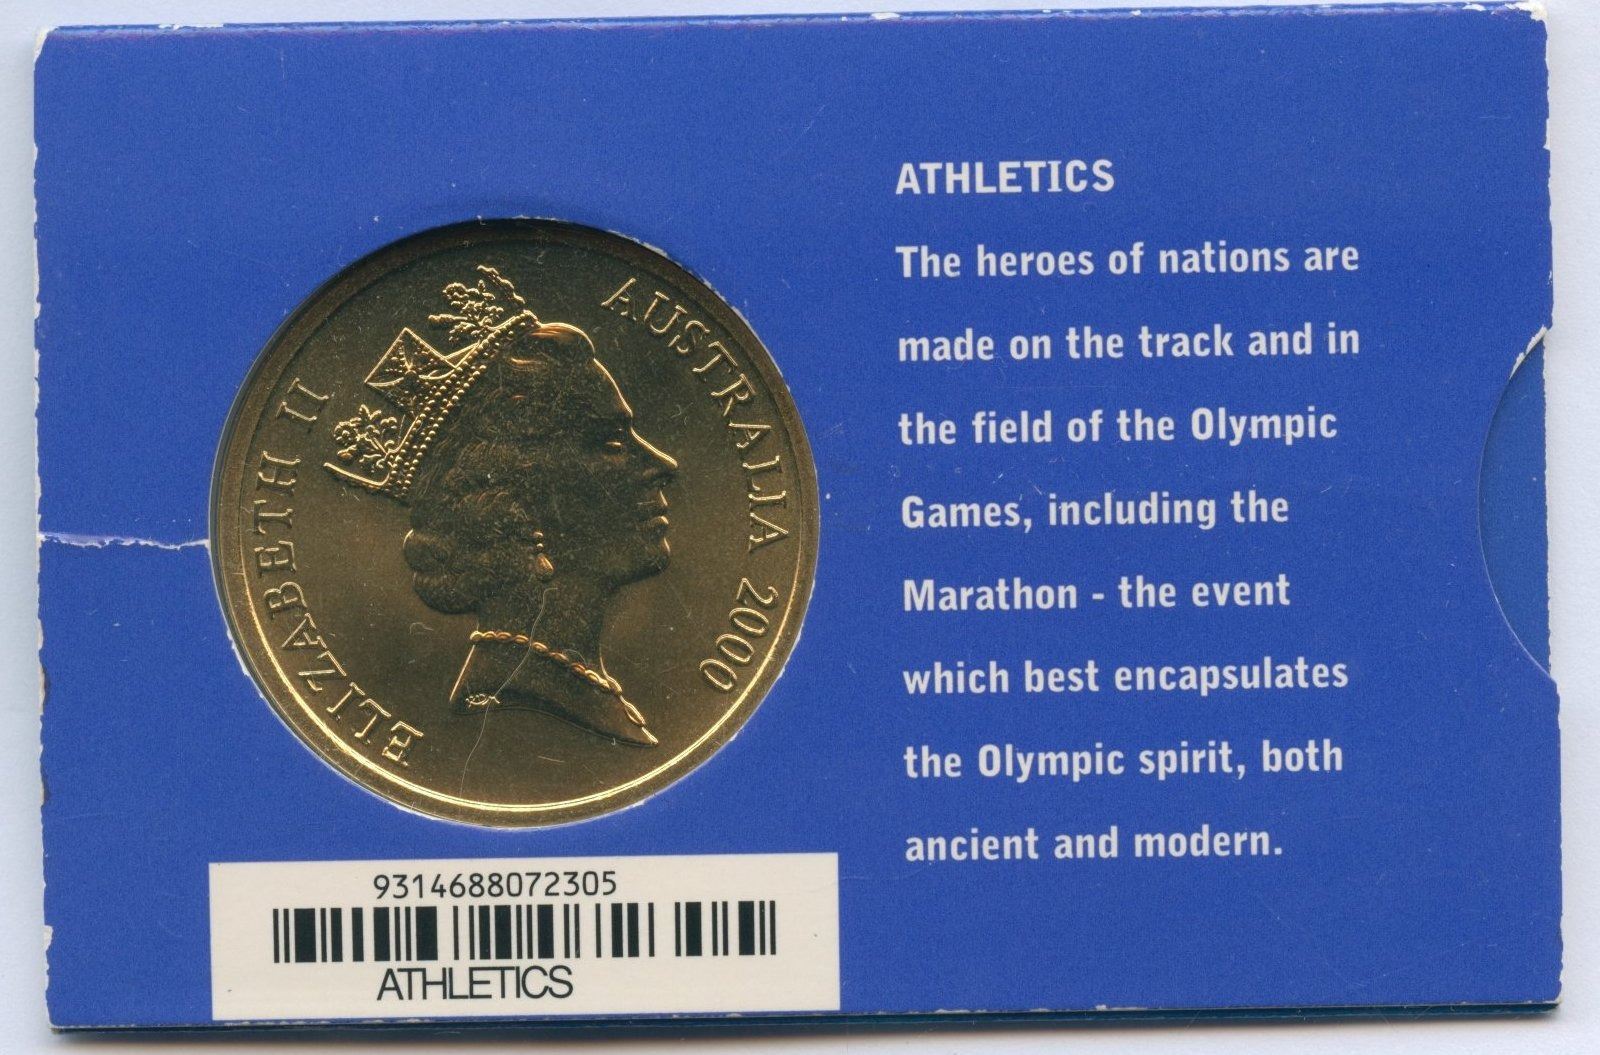 ELIZABETH II
AUSTRALIA 2000
ATHLETICS
The heroes of nations are
made on the track and in
the field of the Olympic
Games, including the
Marathon - the event
which best encapsulates
the Olympic spirit, both
ancient and modern.
9314688072305
ATHLETICS